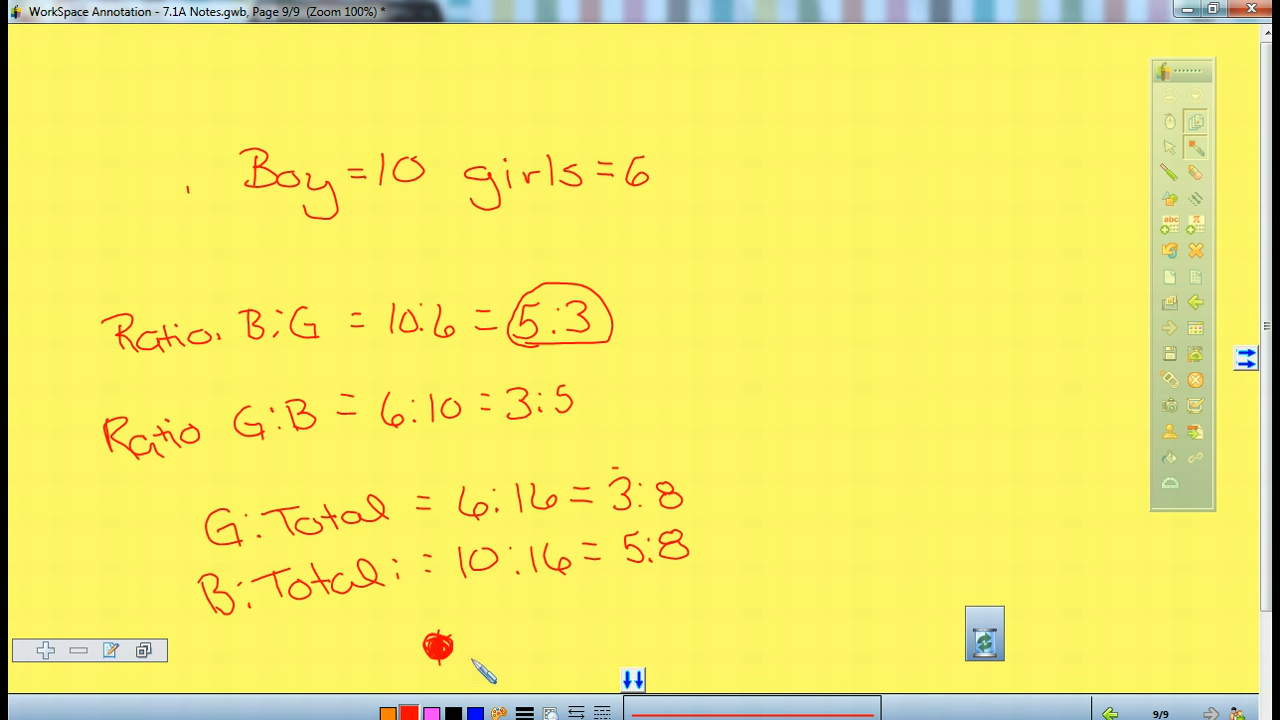 WorkSpace Annotation - 7.1A Notes.gwb, Page 9/9 (Zoom 100%) *
Boy = 10 girls = 6
Ratio. B:G = 10:6 = 5:3
Ratio G:B = 6:10 = 3:5
G:Total = 6:16 = 3:8
B:Total: = 10:16 = 5:8
abc π
9/9